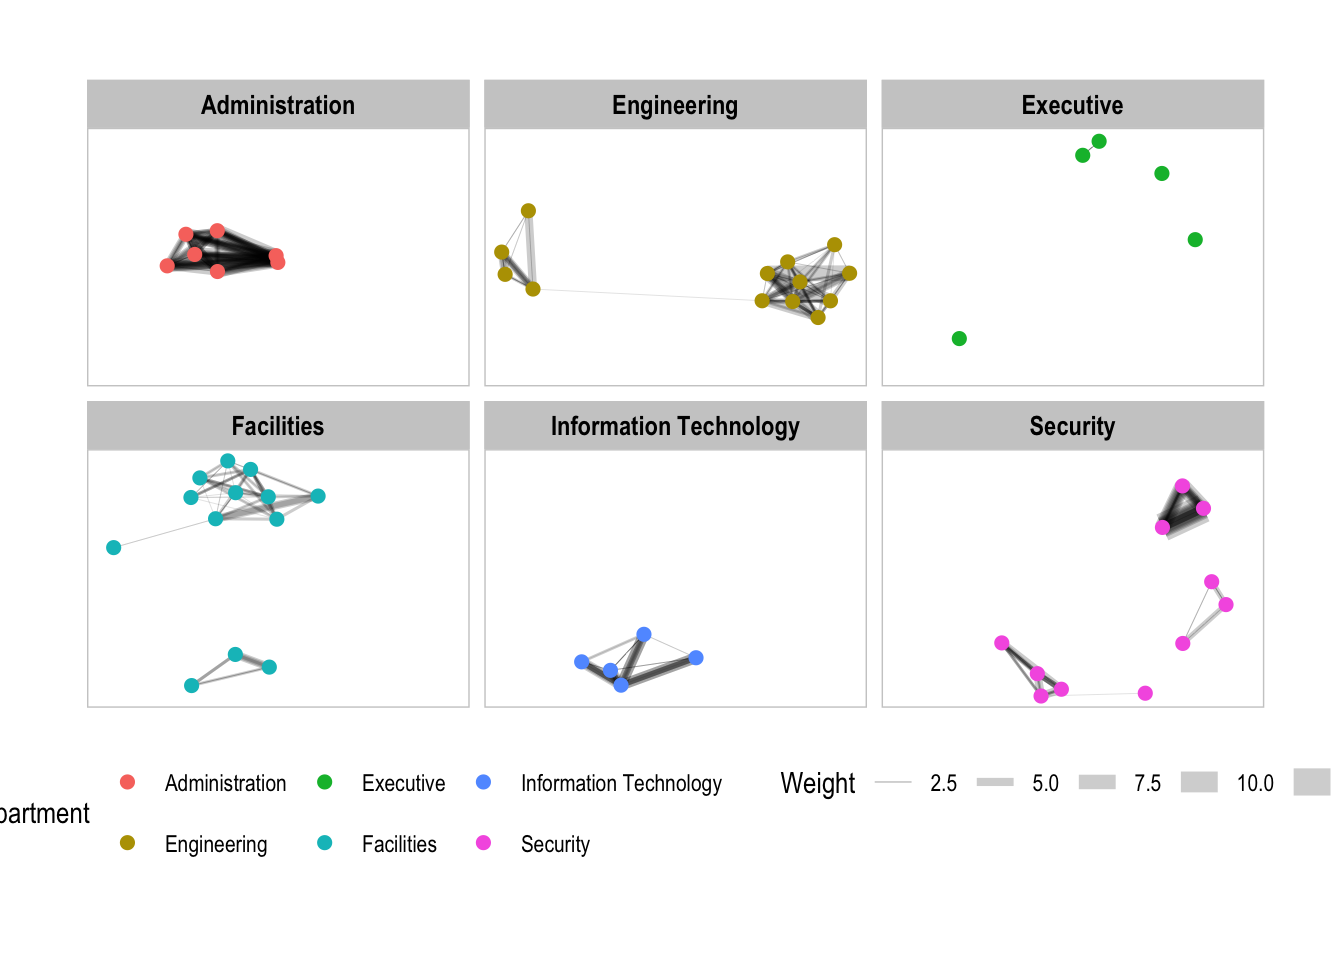 Administration
Engineering
Executive
Facilities
Information Technology
Security
Administration Executive Information Technology Weight 2.5 5.0 7.5 10.0
partment
Engineering Facilities Security